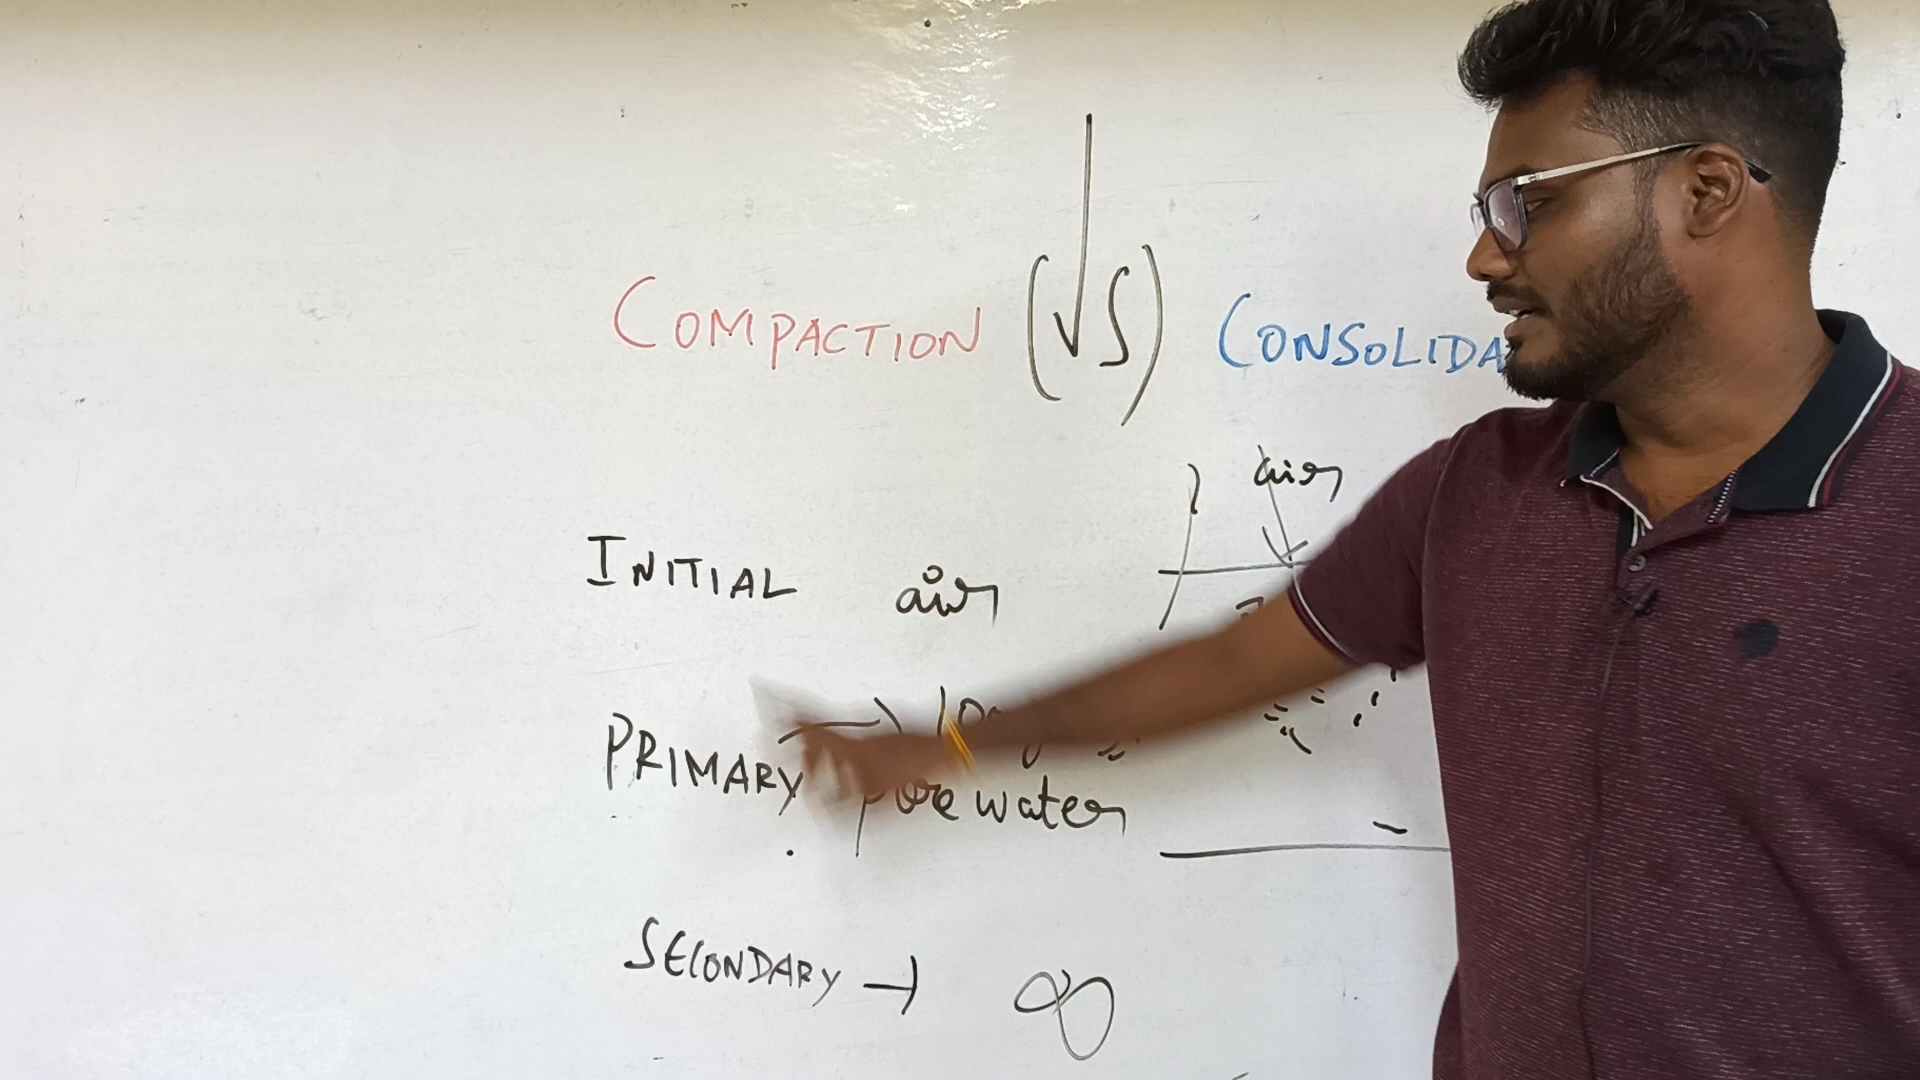 COMPACTION (VS) CONSOLIDA
air
INITIAL air
PRIMARY →
pore water
SECONDARY → ∞